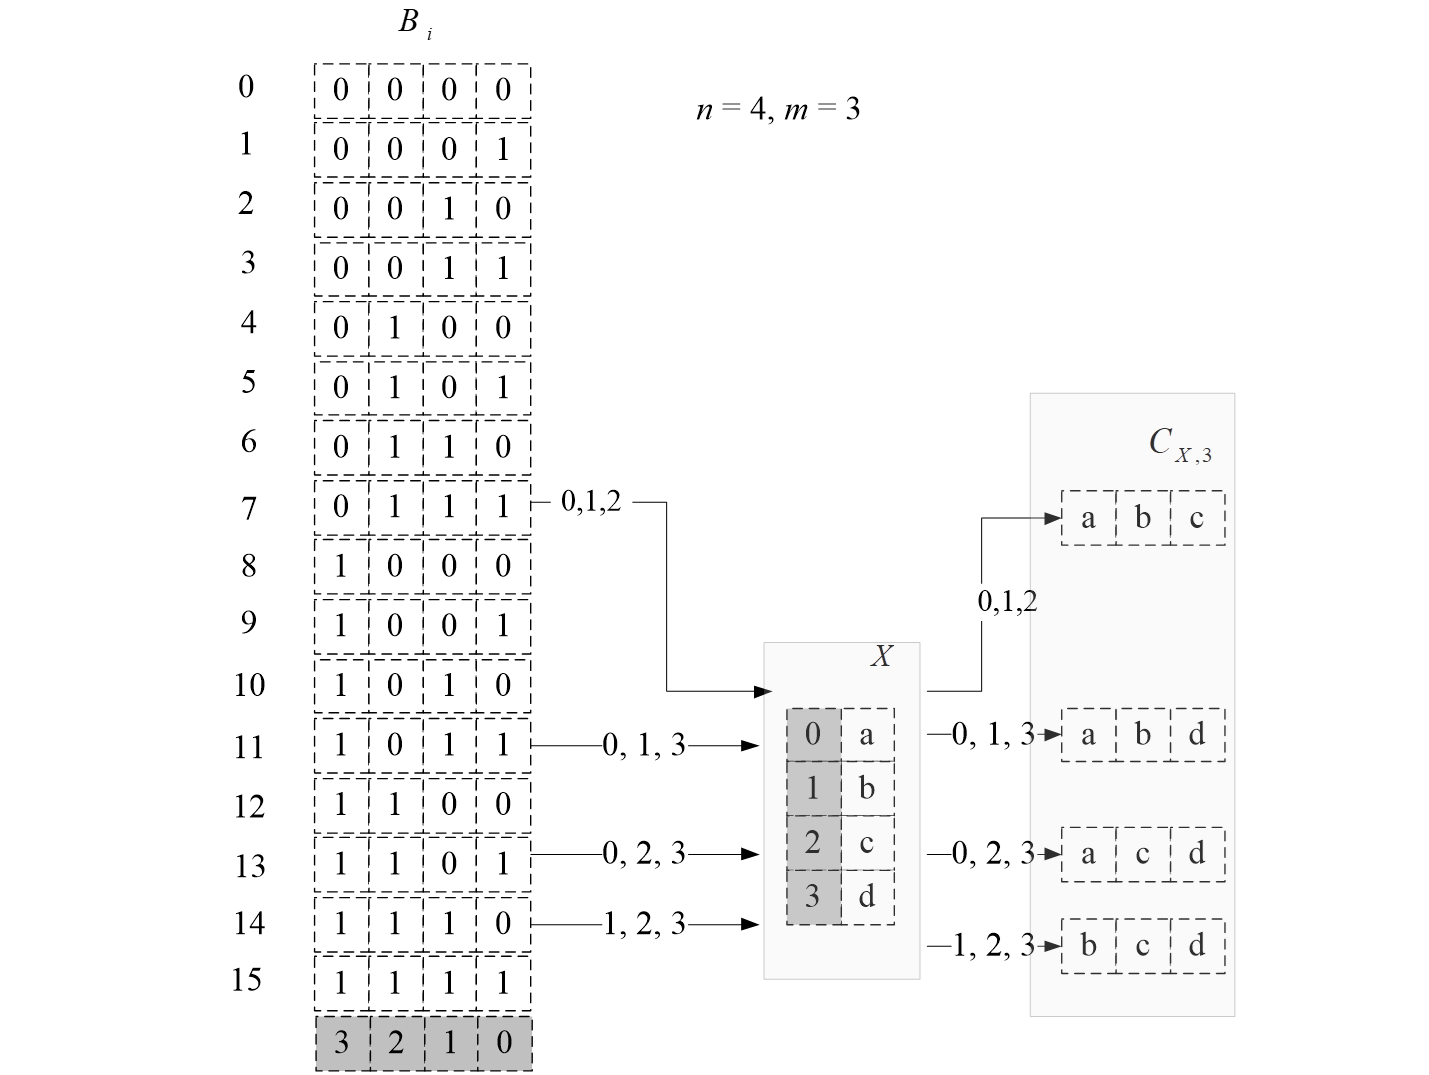 B i
n = 4, m = 3
0 0 0 0 0
1 0 0 0 1
2 0 0 1 0
3 0 0 1 1
4 0 1 0 0
5 0 1 0 1
6 0 1 1 0
C X,3
7 0 1 1 1 0,1,2 a b c
8 1 0 0 0
0,1,2
9 1 0 0 1
X
10 1 0 1 0
11 1 0 1 1 0, 1, 3 0 a 0, 1, 3 a b d
12 1 1 0 0 1 b
13 1 1 0 1 0, 2, 3 2 c 0, 2, 3 a c d
3 d
14 1 1 1 0 1, 2, 3 1, 2, 3 b c d
15 1 1 1 1
3 2 1 0